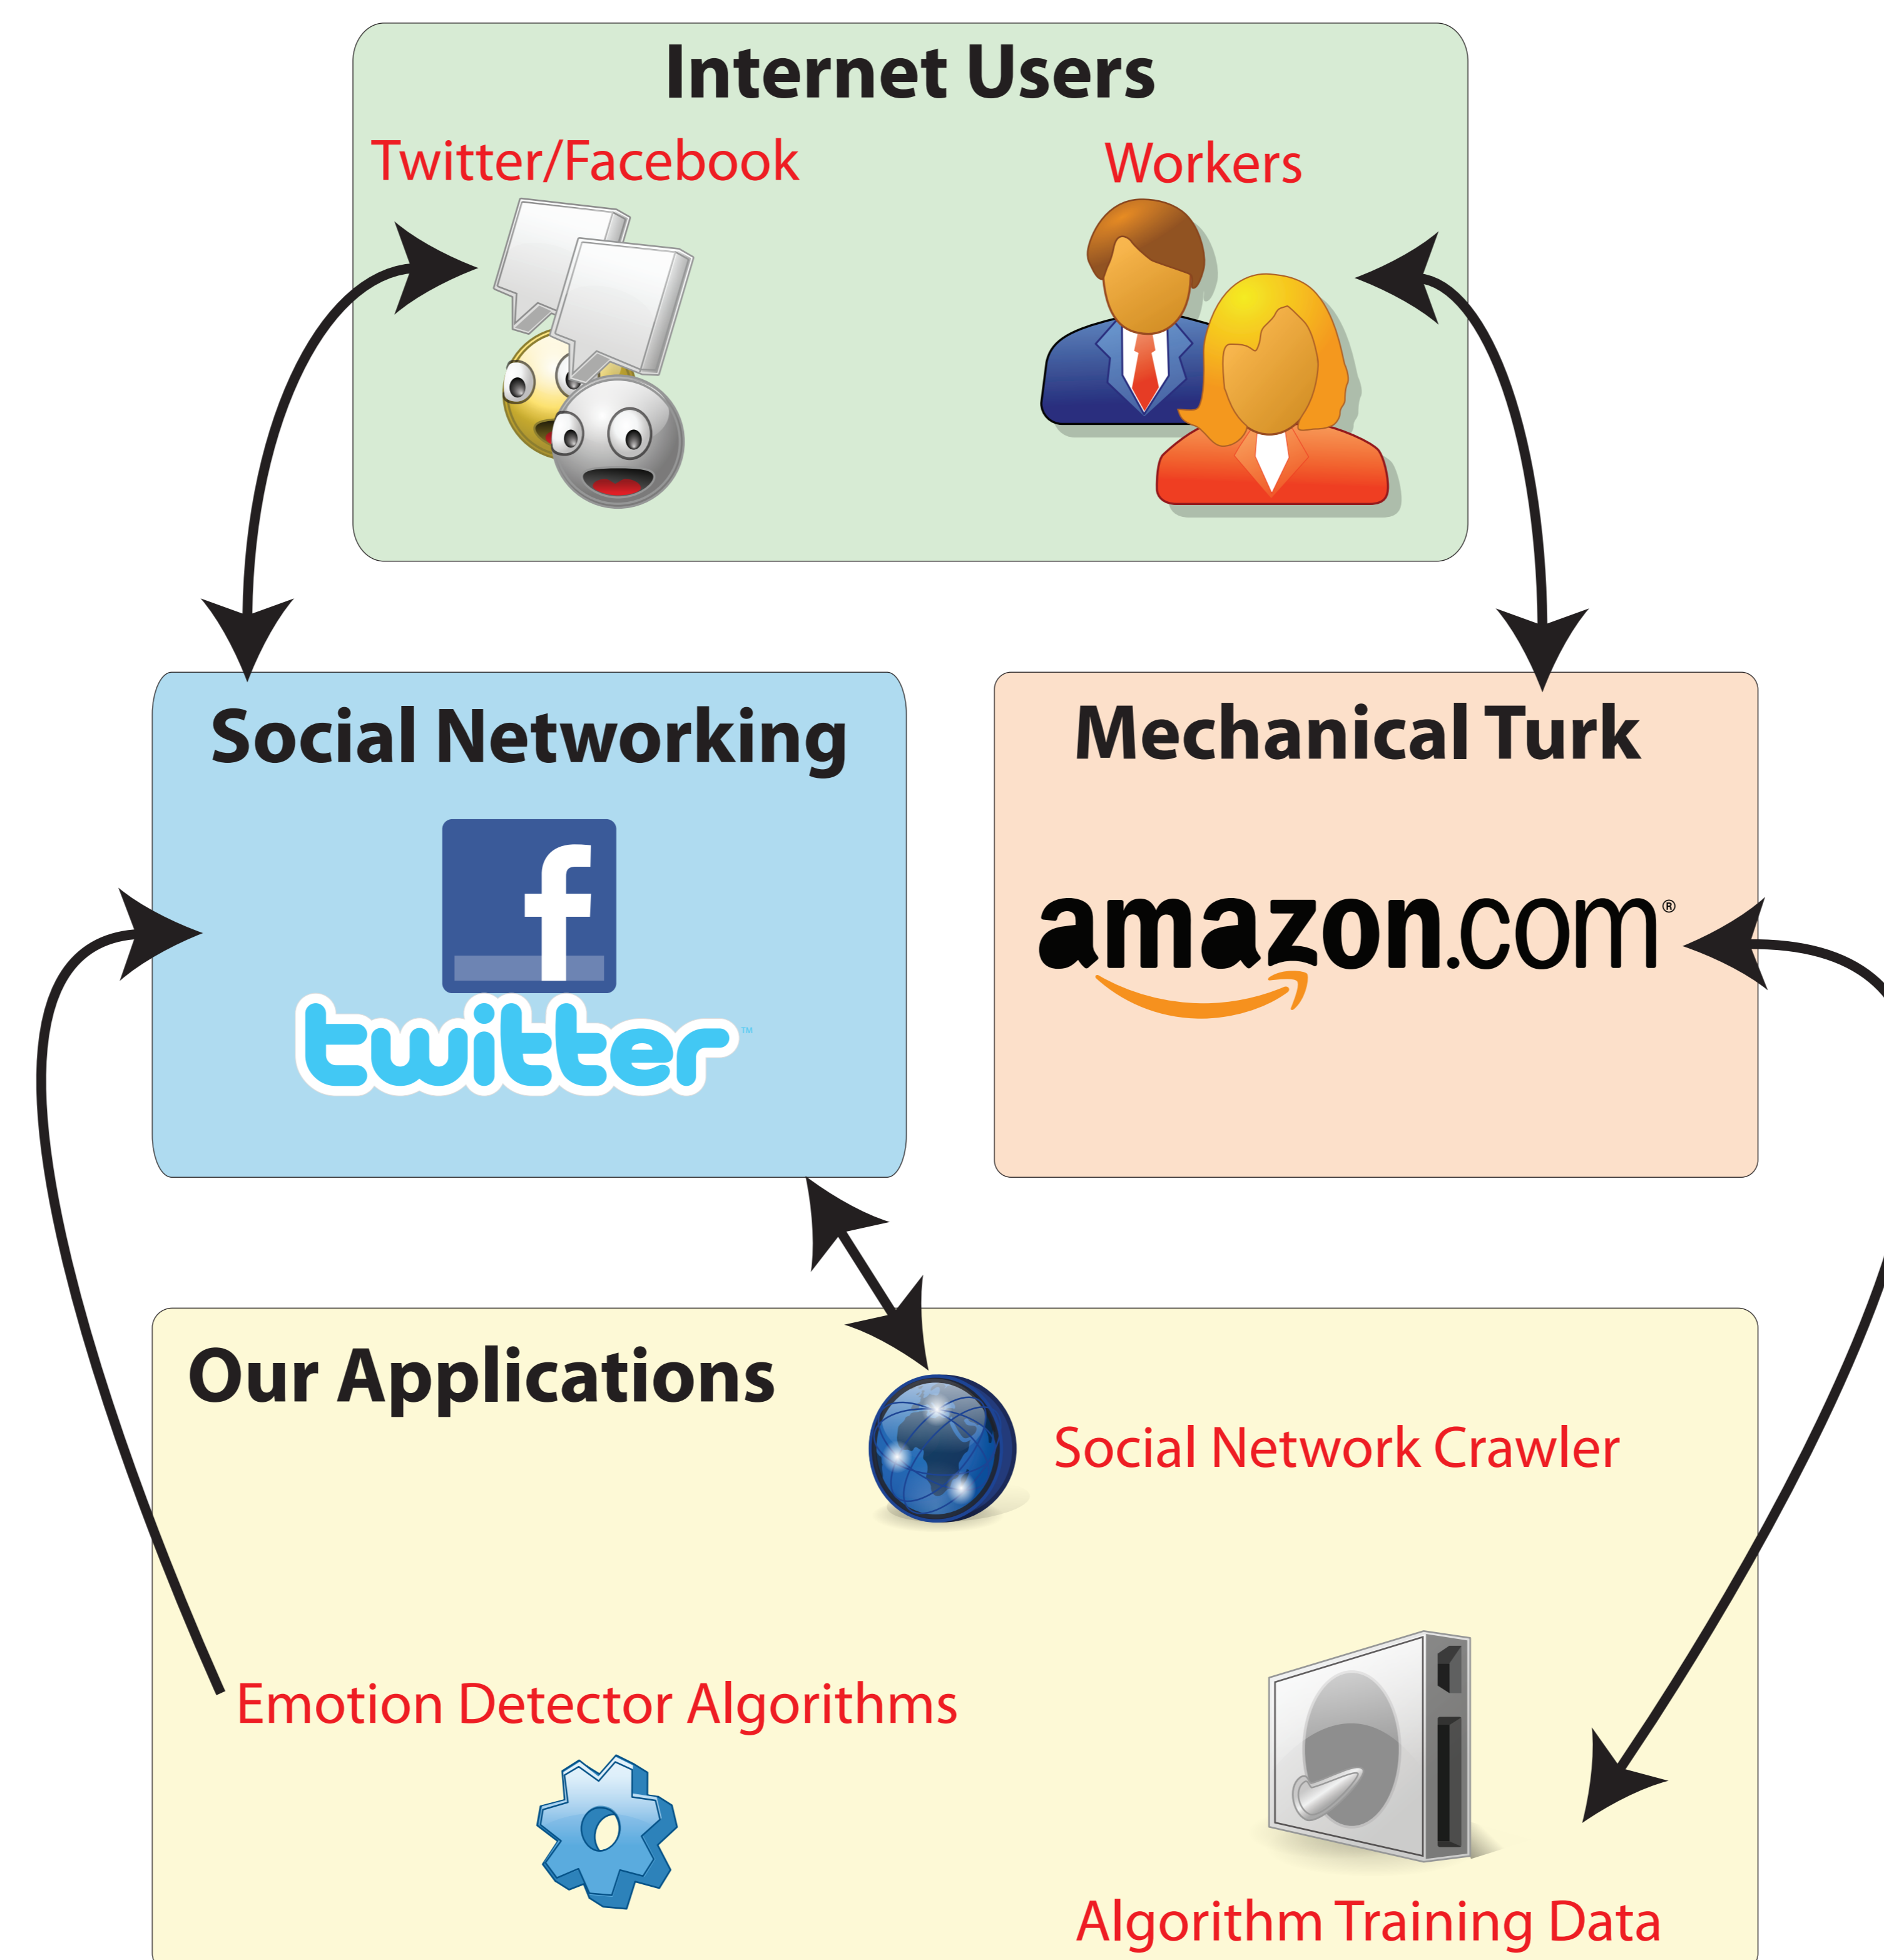 Internet Users
Twitter/Facebook
Workers
Social Networking
Mechanical Turk
f
twitter™
amazon.com®
Our Applications
Social Network Crawler
Emotion Detector Algorithms
Algorithm Training Data